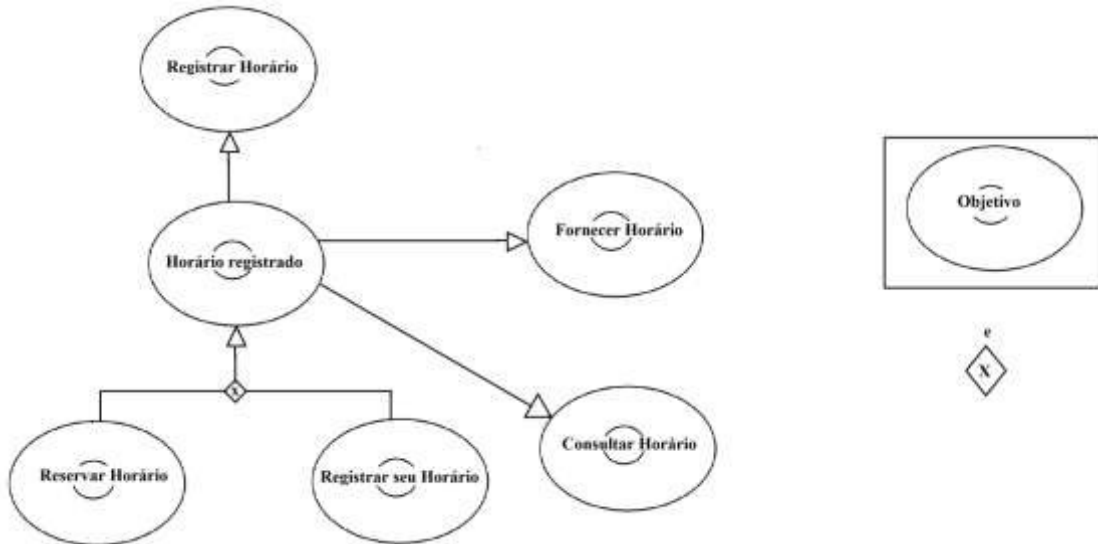 Registrar Horário
Fornecer Horário
Objetivo
Horário registrado
e
X
X
Consultar Horário
Reservar Horário
Registrar seu Horário